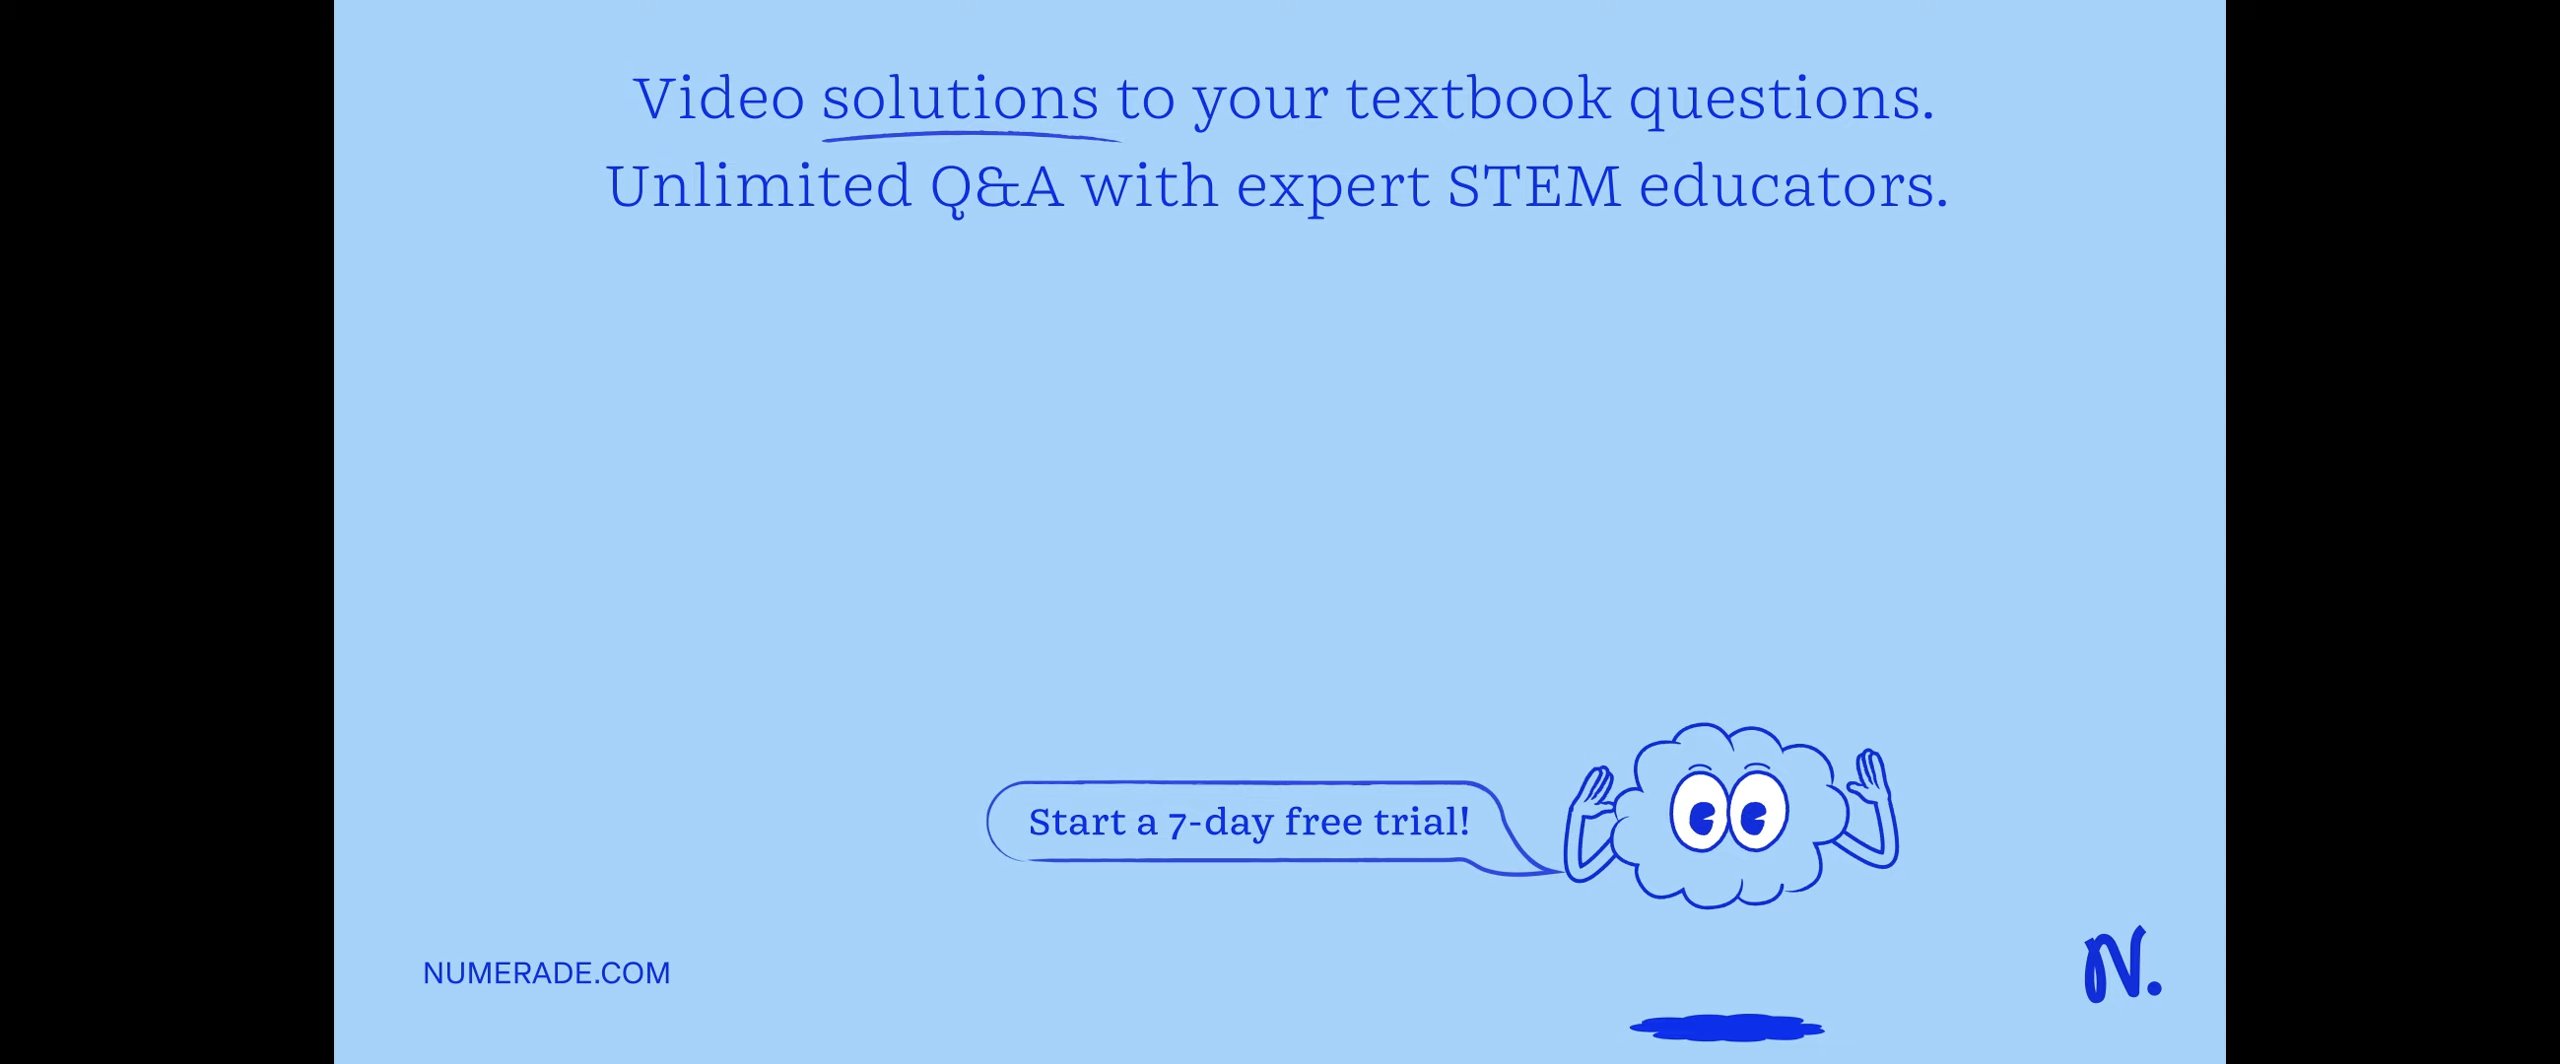 Video solutions to your textbook questions.
Unlimited Q&A with expert STEM educators.
Start a 7-day free trial!
NUMERADE.COM
N.